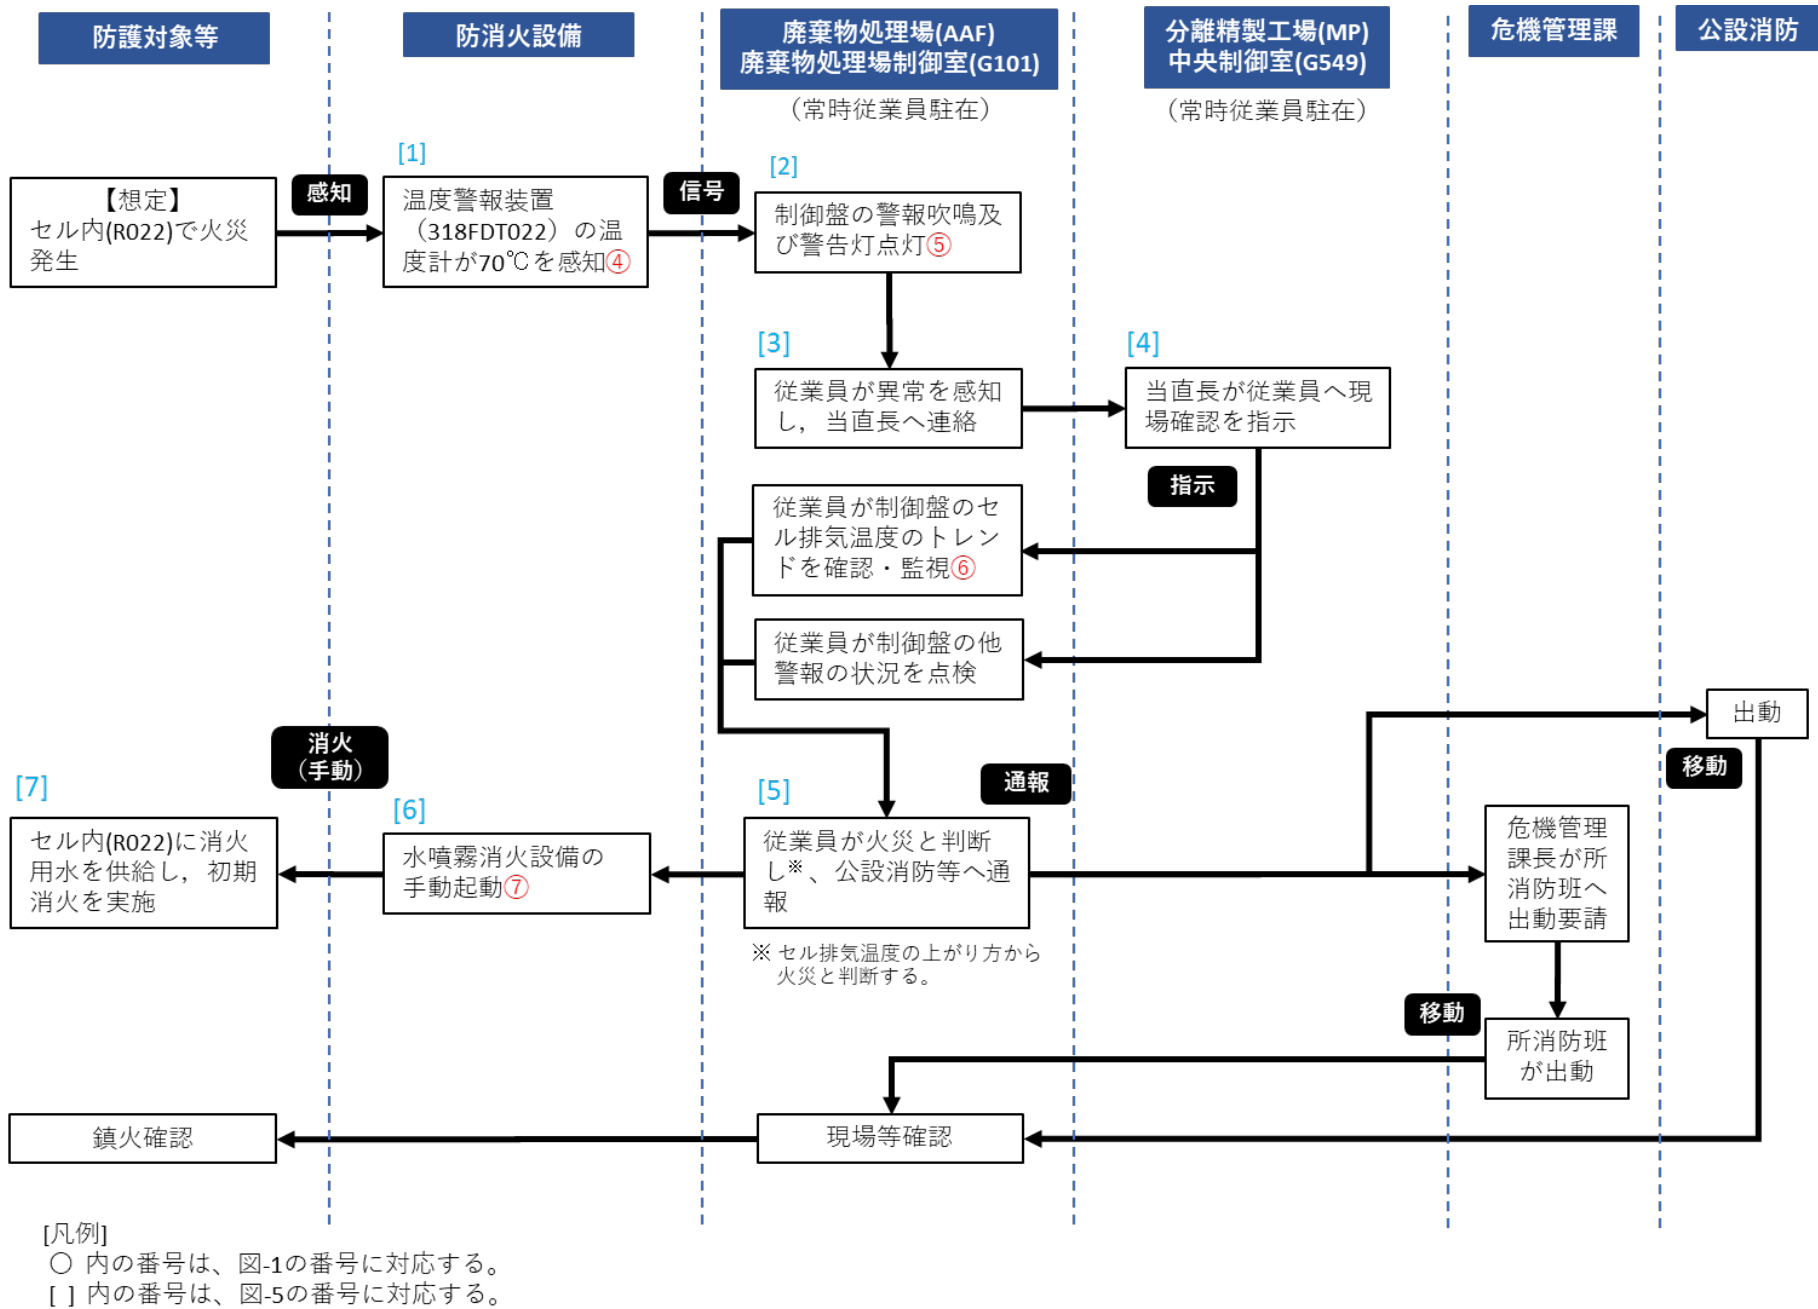 防護対象等
防消火設備
廃棄物処理場(AAF)
廃棄物処理場制御室(G101)
（常時従業員駐在）
分離精製工場(MP)
中央制御室(G549)
（常時従業員駐在）
危機管理課
公設消防
【想定】
セル内(R022)で火災
発生
感知
[1]
温度警報装置
（318FDT022）の温
度計が70℃を感知④
信号
[2]
制御盤の警報吹鳴及
び警告灯点灯⑤
[3]
従業員が異常を感知
し，当直長へ連絡
[4]
当直長が従業員へ現
場確認を指示
指示
従業員が制御盤のセ
ル排気温度のトレン
ドを確認・監視⑥
従業員が制御盤の他
警報の状況を点検
出動
移動
消火
（手動）
[7]
セル内(R022)に消火
用水を供給し，初期
消火を実施
[6]
水噴霧消火設備の
手動起動⑦
[5]
通報
従業員が火災と判断
し※、公設消防等へ通
報
※ セル排気温度の上がり方から
火災と判断する。
危機管理
課長が所
消防班へ
出動要請
移動
所消防班
が出動
鎮火確認
現場等確認
[凡例]
〇 内の番号は、図-1の番号に対応する。
[ ] 内の番号は、図-5の番号に対応する。